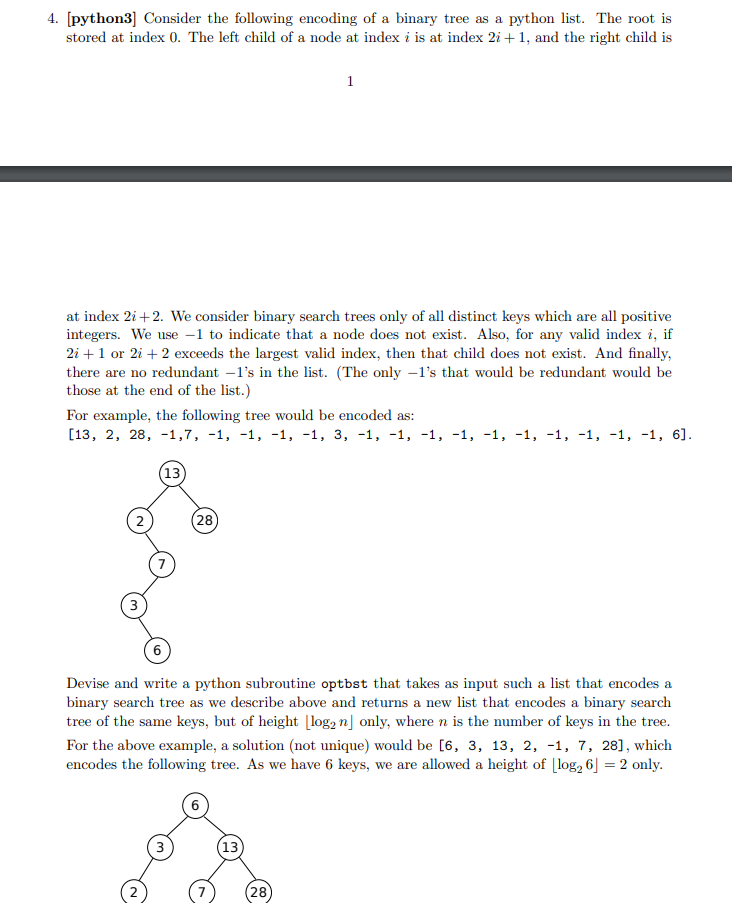 4. [python3] Consider the following encoding of a binary tree as a python list. The root is
stored at index 0. The left child of a node at index i is at index 2i + 1, and the right child is
1
at index 2i + 2. We consider binary search trees only of all distinct keys which are all positive
integers. We use −1 to indicate that a node does not exist. Also, for any valid index i, if
2i + 1 or 2i + 2 exceeds the largest valid index, then that child does not exist. And finally,
there are no redundant −1's in the list. (The only −1's that would be redundant would be
those at the end of the list.)
For example, the following tree would be encoded as:
[13, 2, 28, -1,7, -1, -1, -1, -1, 3, -1, -1, -1, -1, -1, -1, -1, -1, -1, -1, 6].
13
2 28
7
3
6
Devise and write a python subroutine optbst that takes as input such a list that encodes a
binary search tree as we describe above and returns a new list that encodes a binary search
tree of the same keys, but of height ⌊log₂ n⌋ only, where n is the number of keys in the tree.
For the above example, a solution (not unique) would be [6, 3, 13, 2, -1, 7, 28], which
encodes the following tree. As we have 6 keys, we are allowed a height of ⌊log₂ 6⌋ = 2 only.
6
3 13
2 7 28